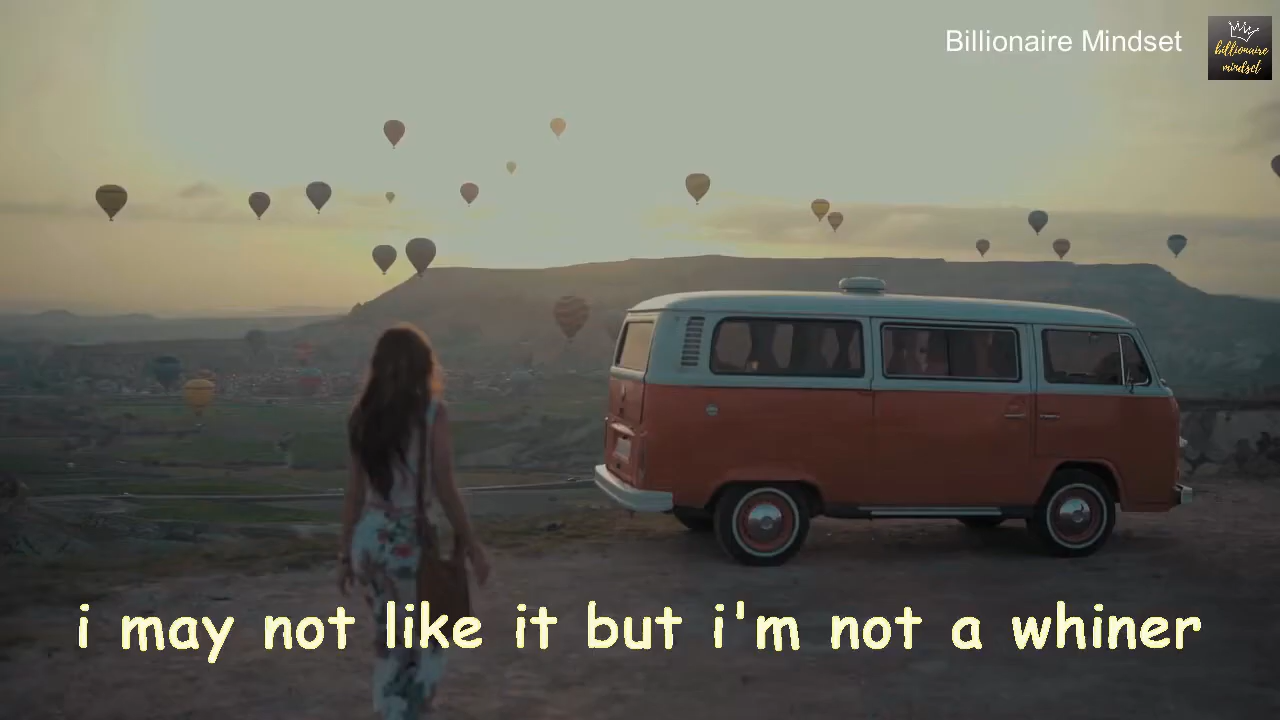 Billionaire Mindset
billionaire
mindset
i may not like it but i'm not a whiner